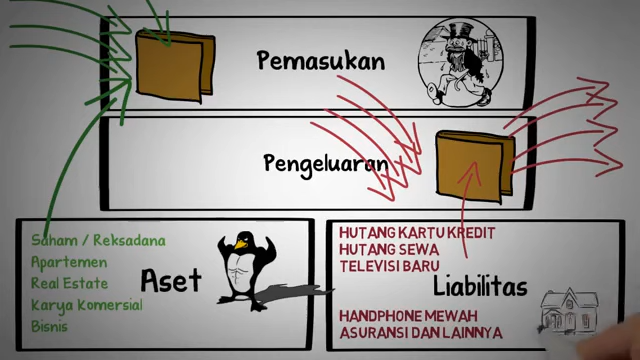 Pemasukan
Pengeluaran
Saham / Reksadana
Apartemen
Real Estate
Karya Komersial
Bisnis
Aset
HUTANG KARTU KREDIT
HUTANG SEWA
TELEVISI BARU
Liabilitas
HANDPHONE MEWAH
ASURANSI DAN LAINNYA